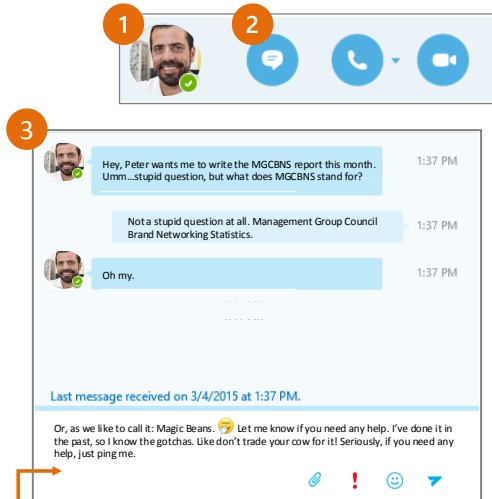 1
2
3
Hey, Peter wants me to write the MGCBNS report this month.
1:37 PM
Umm...stupid question, but what does MGCBNS stand for?
Not a stupid question at all. Management Group Council
1:37 PM
Brand Networking Statistics.
Oh my.
1:37 PM
Last message received on 3/4/2015 at 1:37 PM.
Or, as we like to call it: Magic Beans. Let me know if you need any help. I've done it in
the past, so I know the gotchas. Like don't trade your cow for it! Seriously, if you need any
help, just ping me.